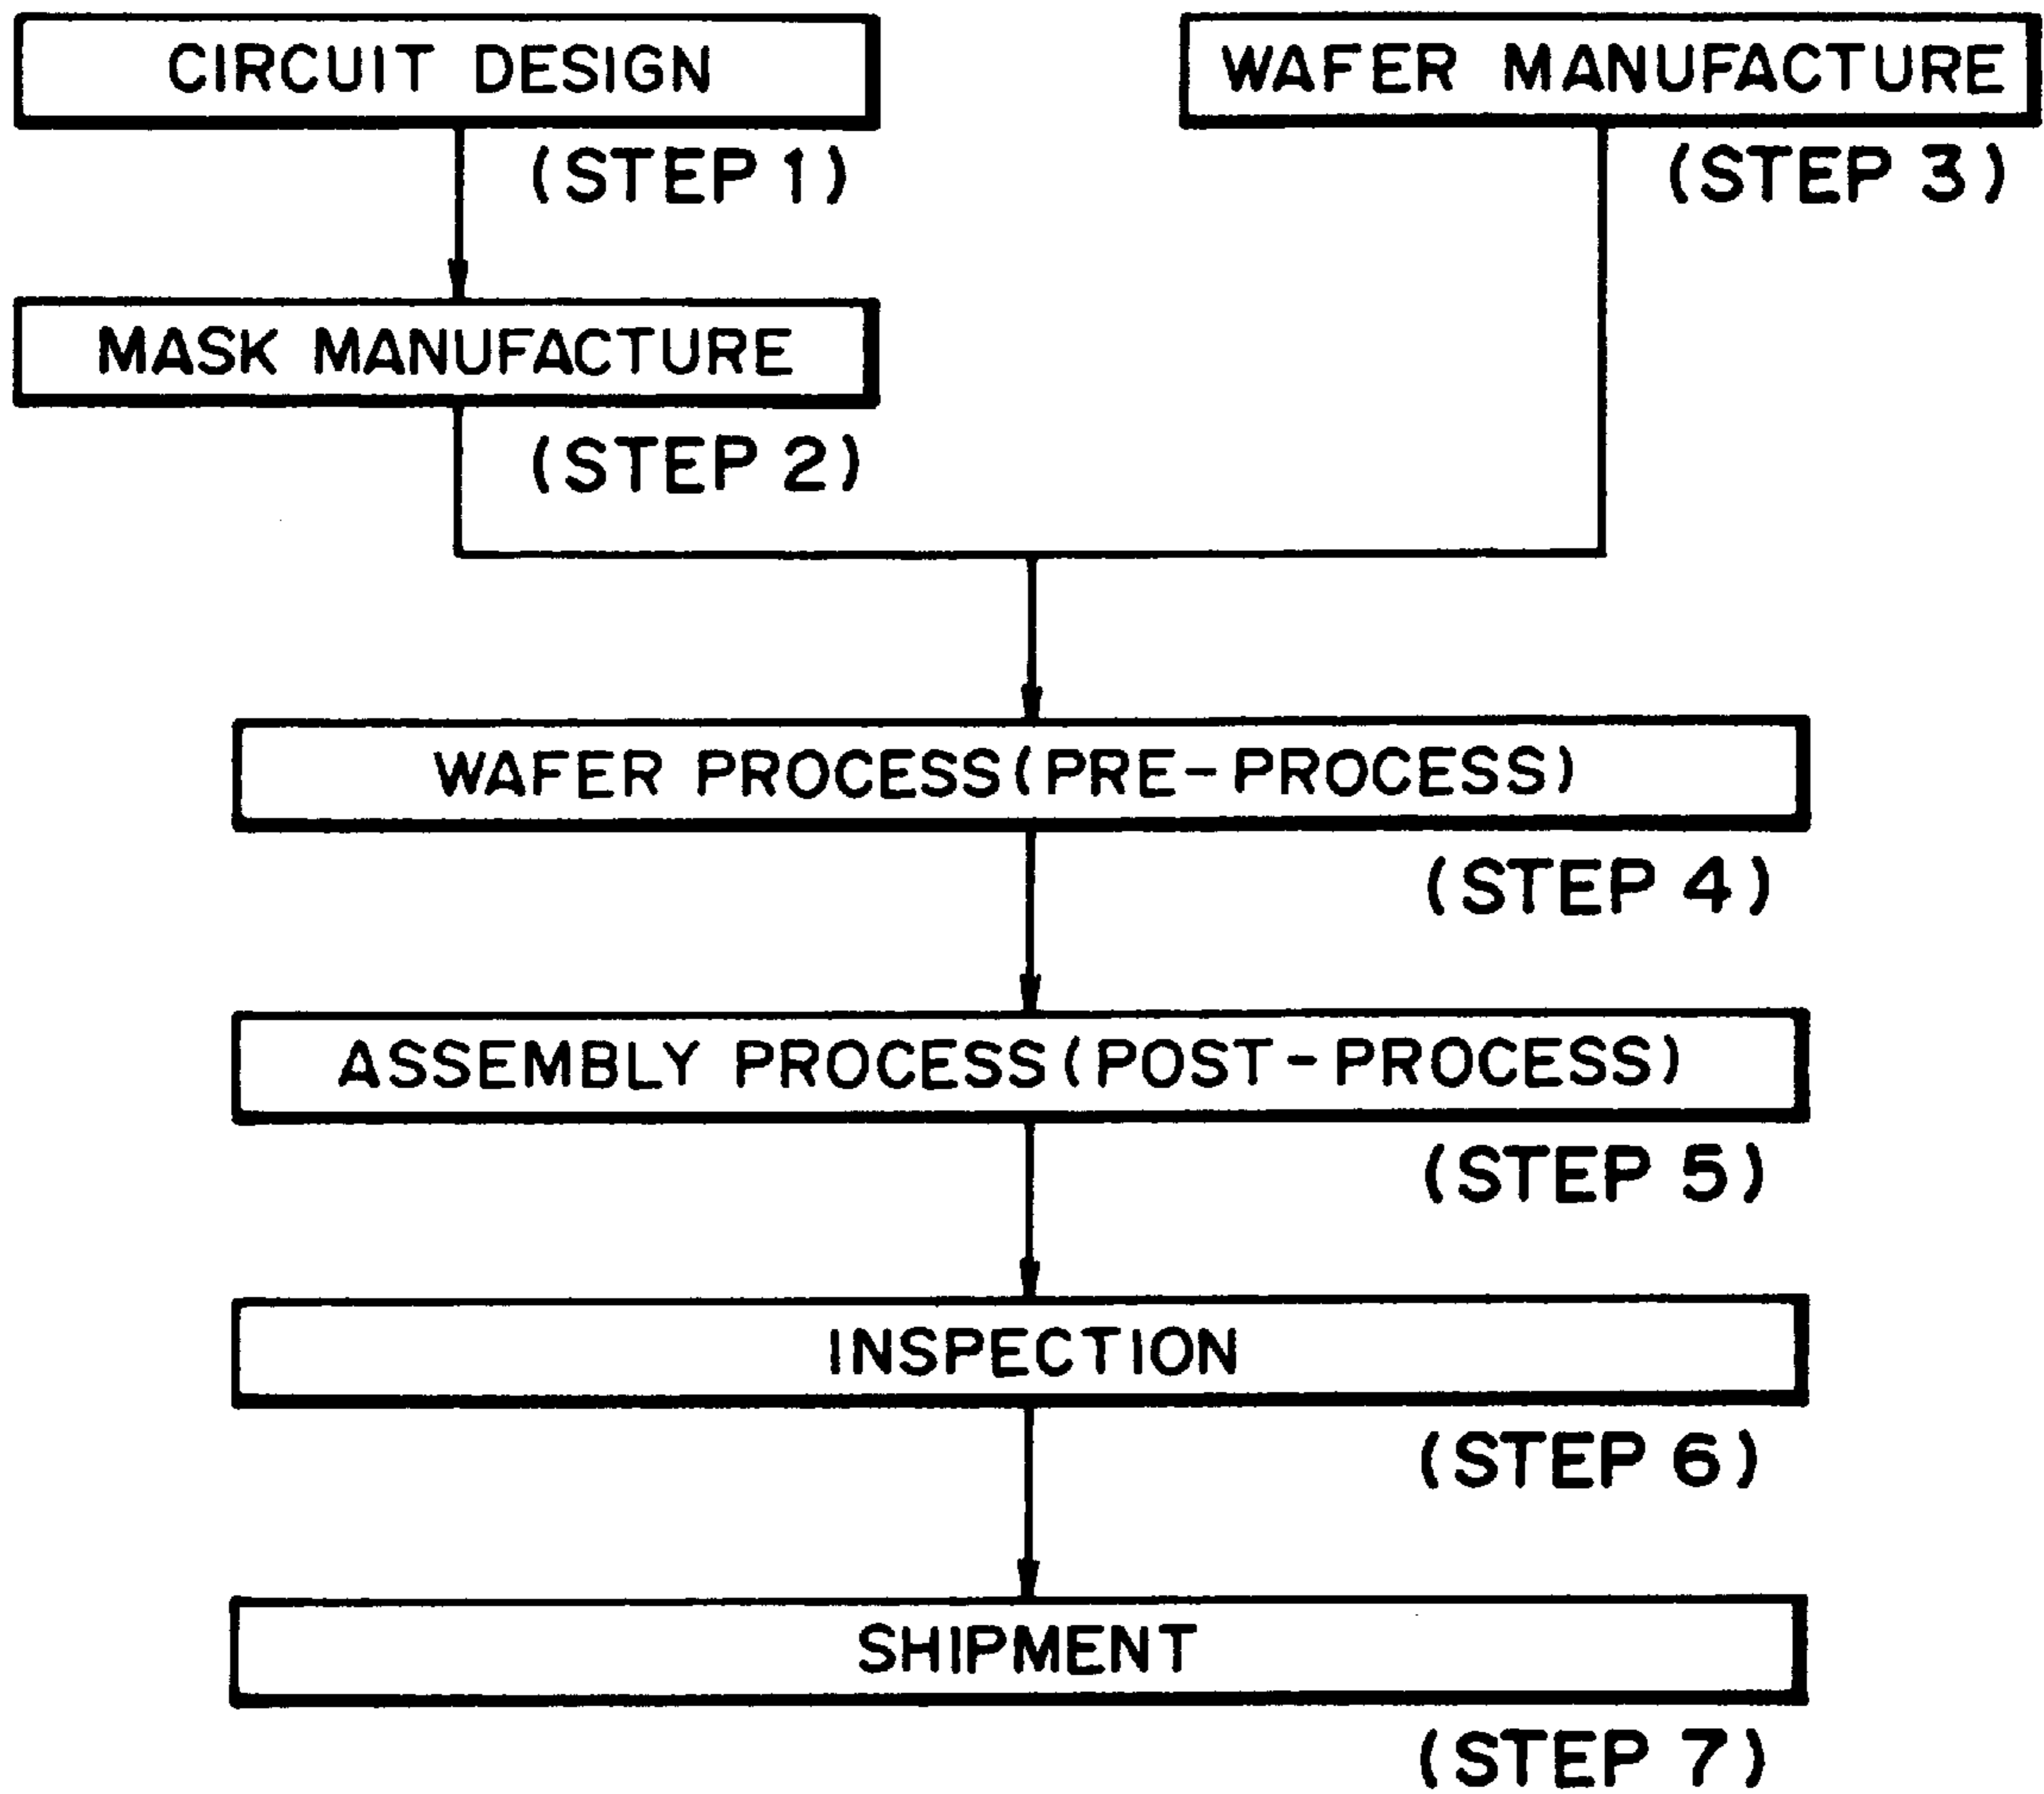 CIRCUIT DESIGN
(STEP 1)
WAFER MANUFACTURE
(STEP 3)
MASK MANUFACTURE
(STEP 2)
WAFER PROCESS(PRE-PROCESS)
(STEP 4)
ASSEMBLY PROCESS(POST-PROCESS)
(STEP 5)
INSPECTION
(STEP 6)
SHIPMENT
(STEP 7)